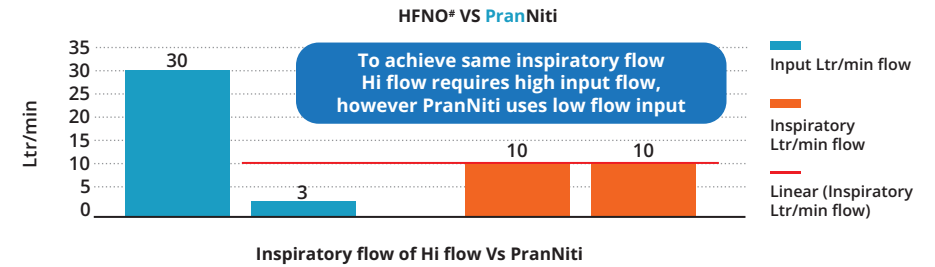 HFNO# VS PranNiti
To achieve same inspiratory flow
Hi flow requires high input flow,
however PranNiti uses low flow input
Ltr/min
35
30
25
20
15
10
5
0
30
3
10
10
Input Ltr/min flow
Inspiratory
Ltr/min flow
Linear (Inspiratory
Ltr/min flow)
Inspiratory flow of Hi flow Vs PranNiti